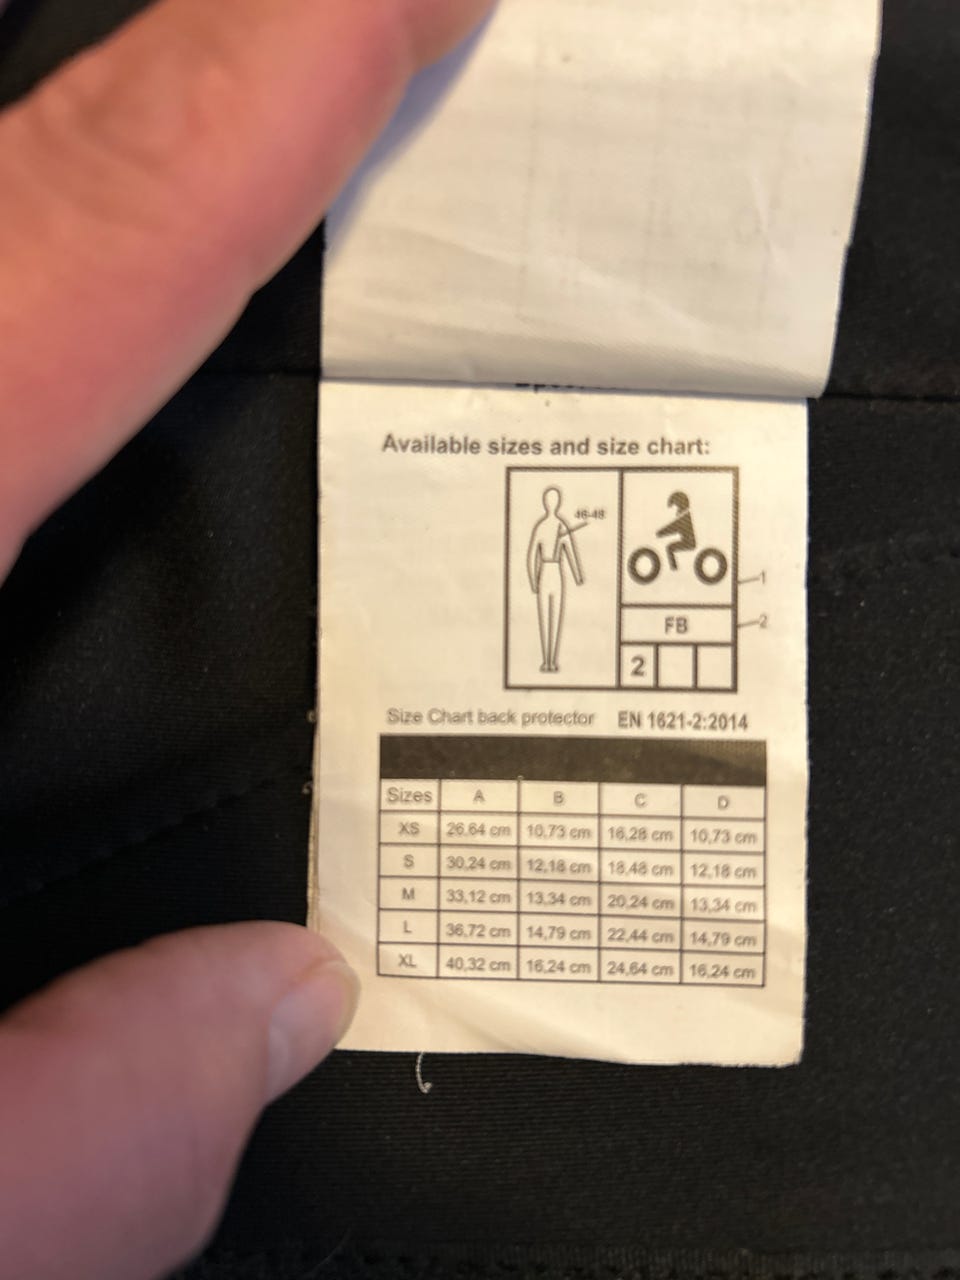 Available sizes and size chart:
46-48
1
FB
2
2
Size Chart back protector EN 1621-2:2014
Sizes A B C D
XS 26,64 cm 10,73 cm 16,28 cm 10,73 cm
S 30,24 cm 12,18 cm 18,48 cm 12,18 cm
M 33,12 cm 13,34 cm 20,24 cm 13,34 cm
L 36,72 cm 14,79 cm 22,44 cm 14,79 cm
XL 40,32 cm 16,24 cm 24,64 cm 16,24 cm